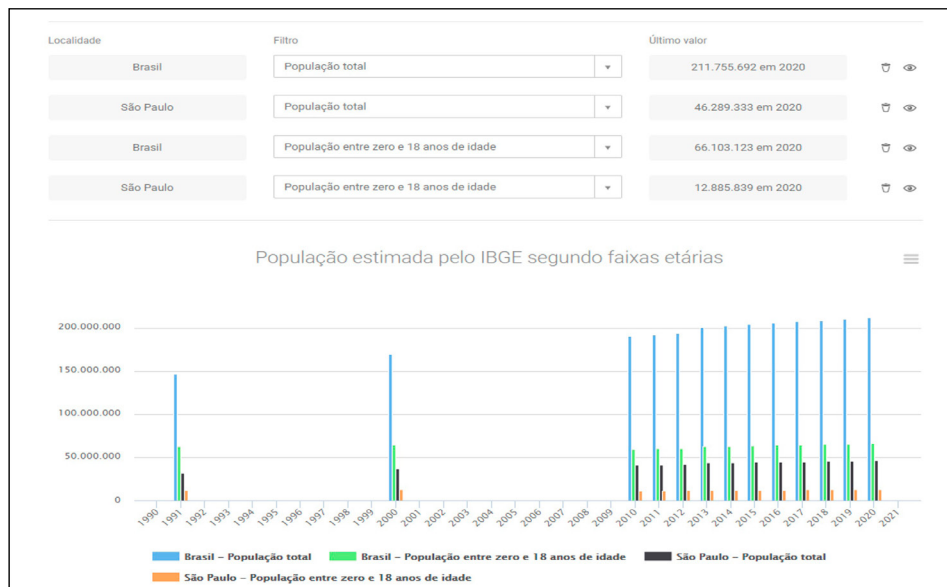 Localidade Filtro Último valor
Brasil População total 211.755.692 em 2020
São Paulo População total 46.289.333 em 2020
Brasil População entre zero e 18 anos de idade 66.103.123 em 2020
São Paulo População entre zero e 18 anos de idade 12.885.839 em 2020
População estimada pelo IBGE segundo faixas etárias
200.000.000
150.000.000
100.000.000
50.000.000
0
1990 1991 1992 1993 1994 1995 1996 1997 1998 1999 2000 2001 2002 2003 2004 2005 2006 2007 2008 2009 2010 2011 2012 2013 2014 2015 2016 2017 2018 2019 2020 2021
Brasil – População total Brasil – População entre zero e 18 anos de idade São Paulo – População total
São Paulo – População entre zero e 18 anos de idade